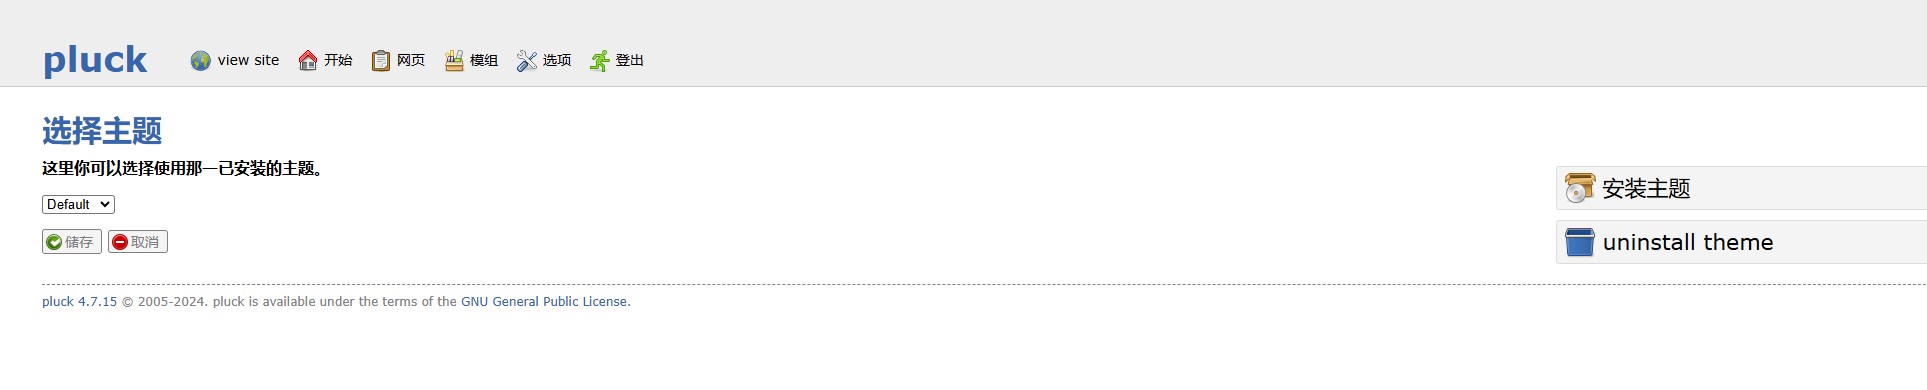 pluck view site 开始 网页 模组 选项 登出
选择主题
这里你可以选择使用那一已安装的主题。
安装主题
Default
储存 取消
uninstall theme
pluck 4.7.15 © 2005-2024. pluck is available under the terms of the GNU General Public License.